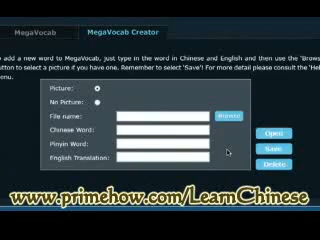 MegaVocab MegaVocab Creator
o add a new word to MegaVocab, just type in the word in Chinese and English and then use the 'Brows
utton to select a picture if you have one. Remember to select 'Save'! For more detail please consult the 'Hel
enu.
Picture:
No Picture:
File name: Browse
Chinese Word: Open
Pinyin Word: Save
English Translation: Delete
www.primehow.com/LearnChinese